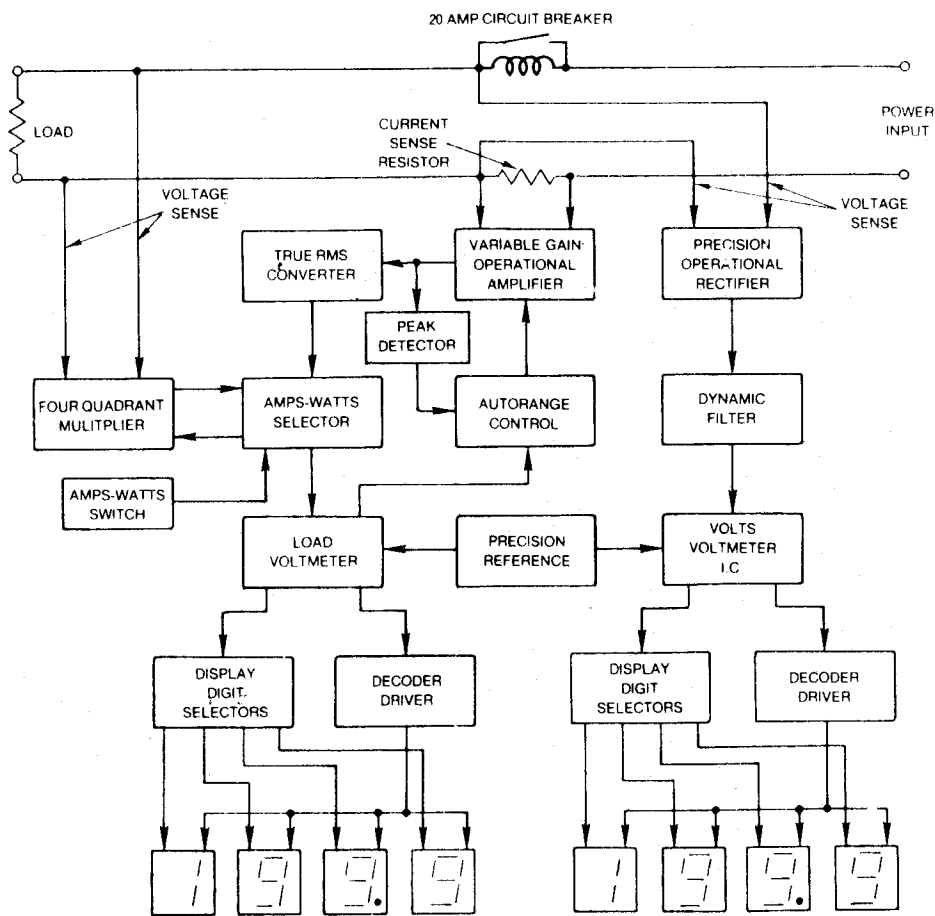 20 AMP CIRCUIT BREAKER
LOAD
CURRENT
SENSE
RESISTOR
POWER
INPUT
VOLTAGE
SENSE
VOLTAGE
SENSE
TRUE RMS
CONVERTER
VARIABLE GAIN
OPERATIONAL
AMPLIFIER
PRECISION
OPERATIONAL
RECTIFIER
PEAK
DETECTOR
FOUR QUADRANT
MULITPLIER
AMPS-WATTS
SELECTOR
AUTORANGE
CONTROL
DYNAMIC
FILTER
AMPS-WATTS
SWITCH
LOAD
VOLTMETER
PRECISION
REFERENCE
VOLTS
VOLTMETER
I.C
DISPLAY
DIGIT
SELECTORS
DECODER
DRIVER
DISPLAY
DIGIT
SELECTORS
DECODER
DRIVER
1 9 9. 9
1 9 9. 9